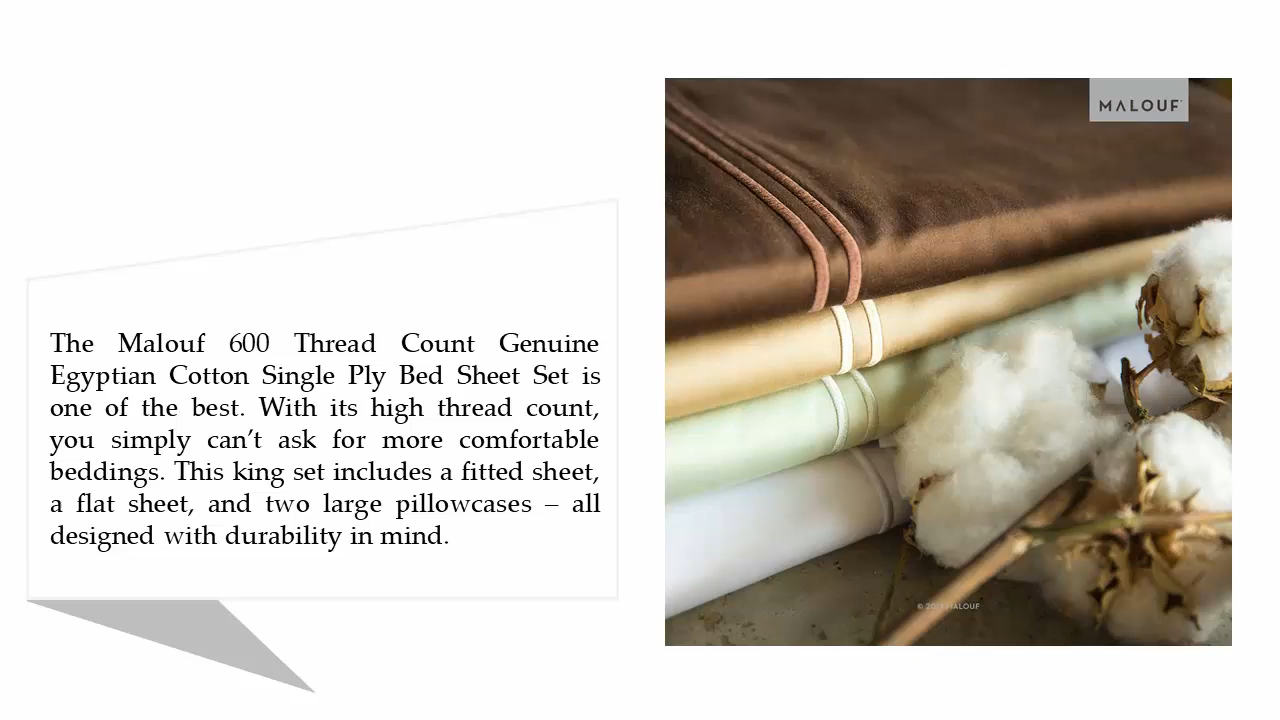 MALOUF
The Malouf 600 Thread Count Genuine
Egyptian Cotton Single Ply Bed Sheet Set is
one of the best. With its high thread count,
you simply can’t ask for more comfortable
beddings. This king set includes a fitted sheet,
a flat sheet, and two large pillowcases – all
designed with durability in mind.
MALOUF